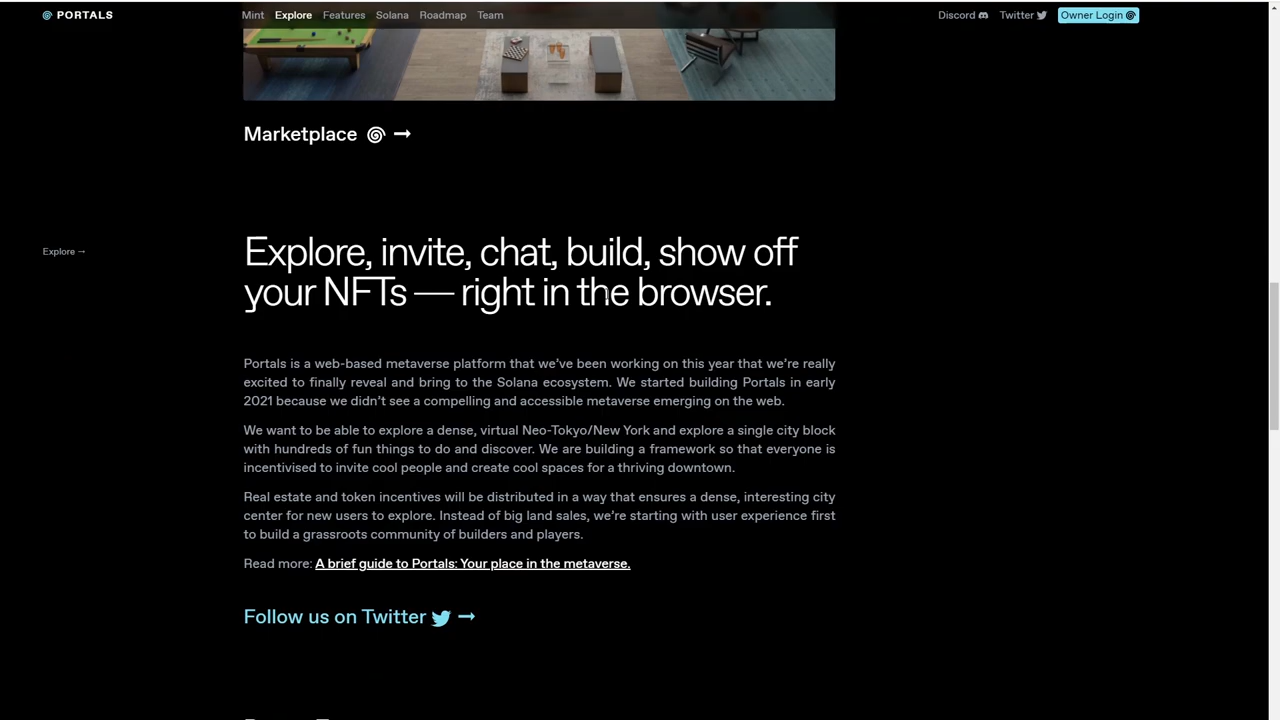 PORTALS Mint Explore Features Solana Roadmap Team Discord Twitter Owner Login
Marketplace →
Explore →
Explore, invite, chat, build, show off
your NFTs — right in the browser.
Portals is a web-based metaverse platform that we’ve been working on this year that we’re really
excited to finally reveal and bring to the Solana ecosystem. We started building Portals in early
2021 because we didn’t see a compelling and accessible metaverse emerging on the web.
We want to be able to explore a dense, virtual Neo-Tokyo/New York and explore a single city block
with hundreds of fun things to do and discover. We are building a framework so that everyone is
incentivised to invite cool people and create cool spaces for a thriving downtown.
Real estate and token incentives will be distributed in a way that ensures a dense, interesting city
center for new users to explore. Instead of big land sales, we’re starting with user experience first
to build a grassroots community of builders and players.
Read more: A brief guide to Portals: Your place in the metaverse.
Follow us on Twitter →